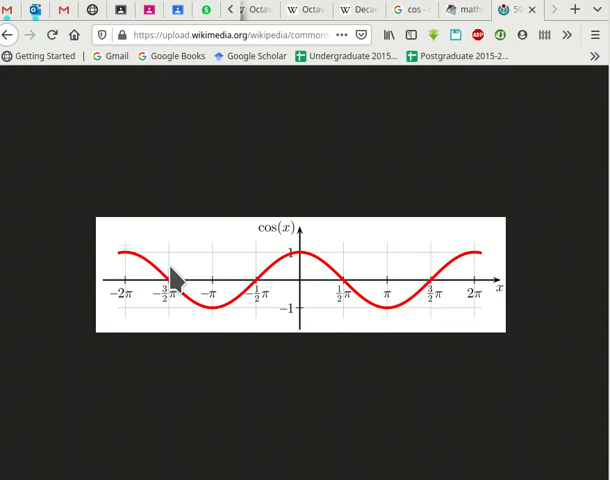 Octav Octav Decad cos - math: 59
https://upload.wikimedia.org/wikipedia/commons
Getting Started Gmail Google Books Google Scholar Undergraduate 2015... Postgraduate 2015-2...
cos(x)
1
−2π −3/2π −π −1/2π 1/2π π 3/2π 2π x
−1